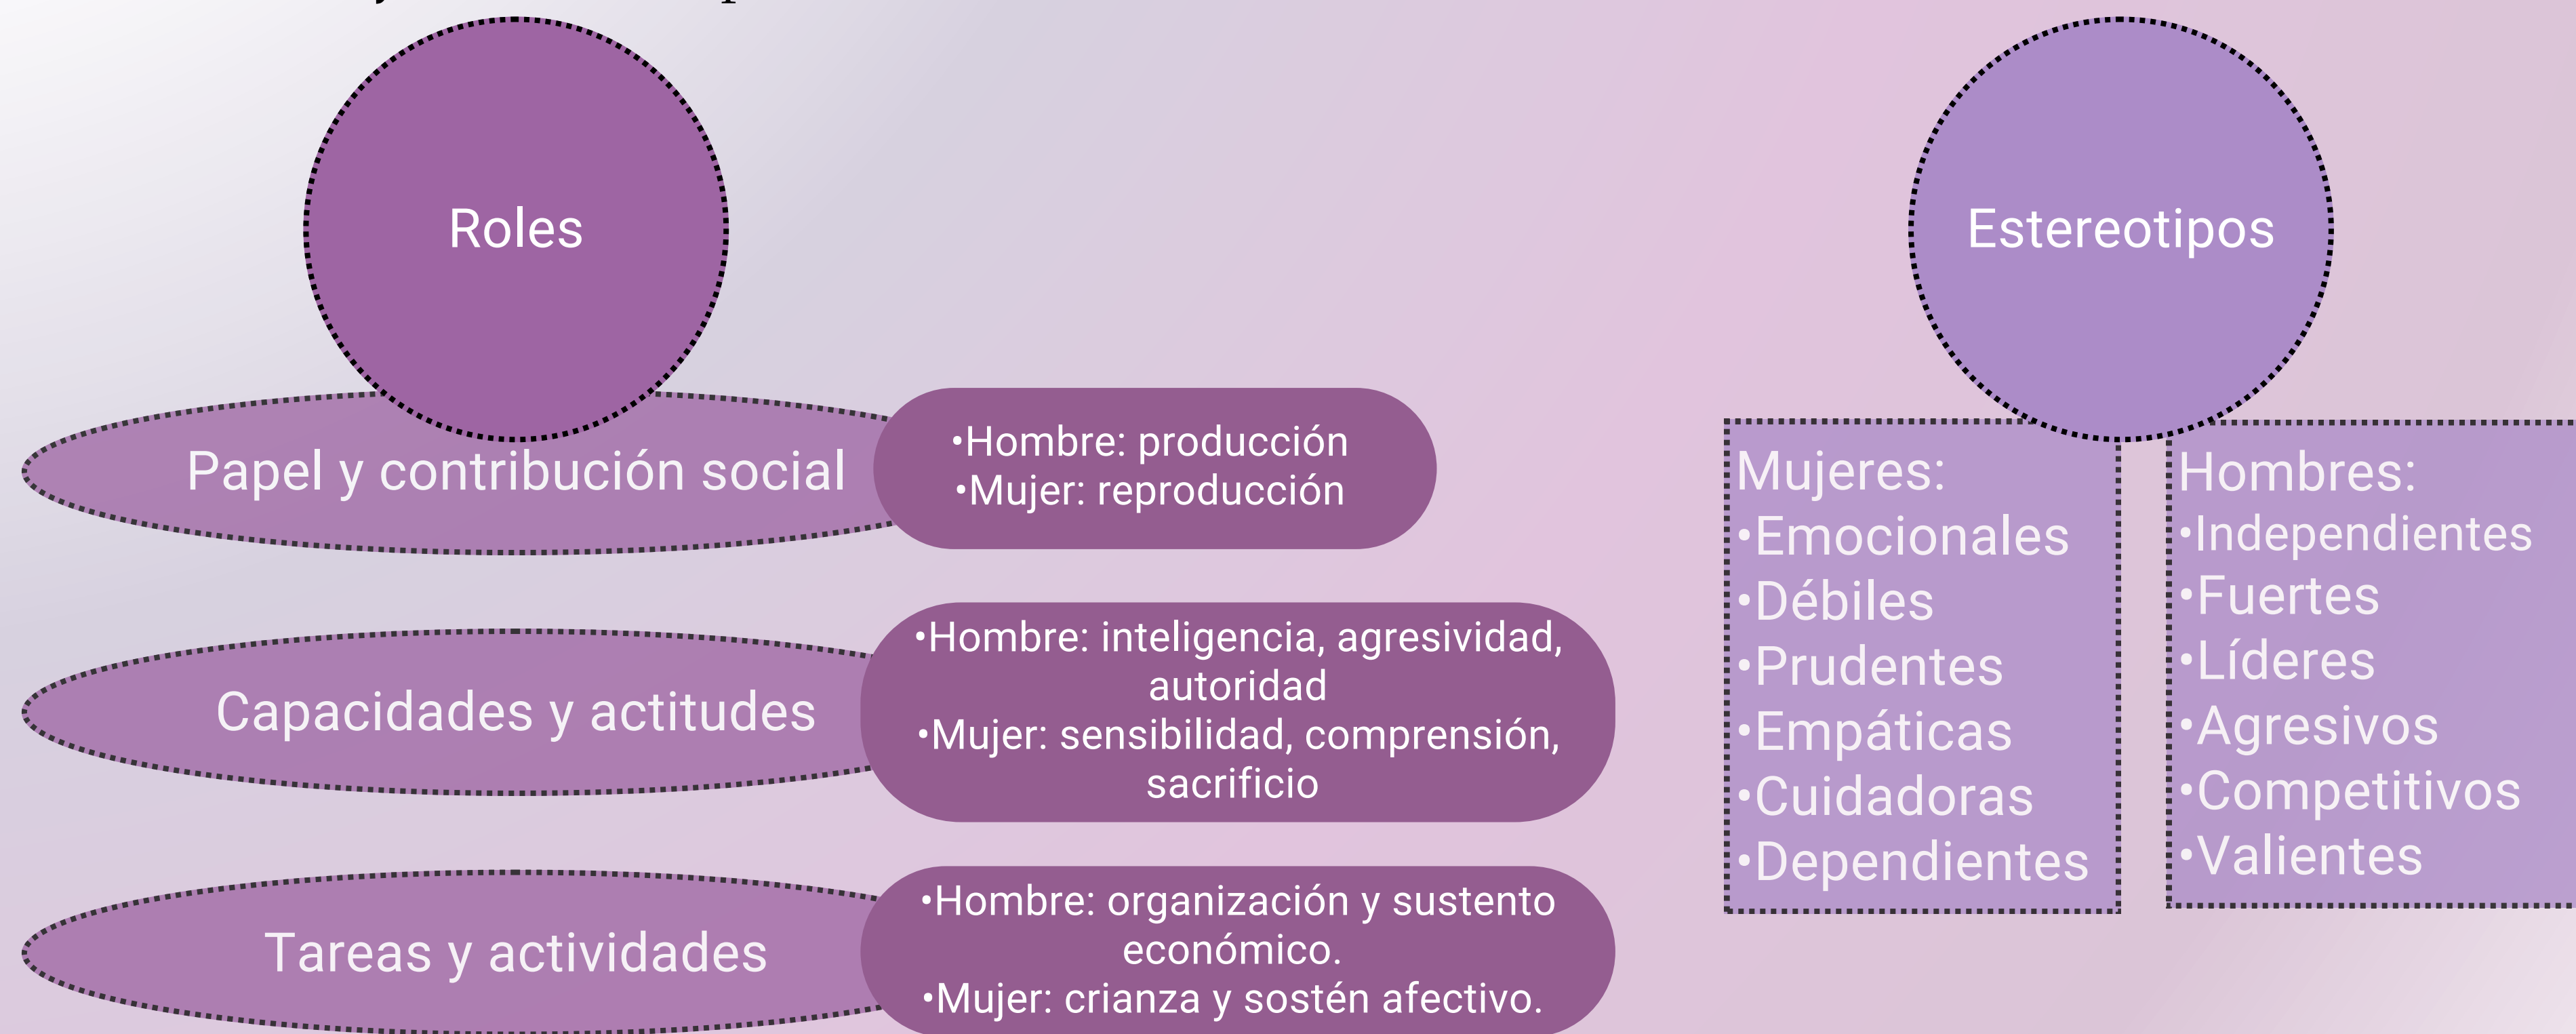 Roles
Papel y contribución social
•Hombre: producción
•Mujer: reproducción
Capacidades y actitudes
•Hombre: inteligencia, agresividad,
autoridad
•Mujer: sensibilidad, comprensión,
sacrificio
Tareas y actividades
•Hombre: organización y sustento
económico.
•Mujer: crianza y sostén afectivo.
Estereotipos
Mujeres:
•Emocionales
•Débiles
•Prudentes
•Empáticas
•Cuidadoras
•Dependientes
Hombres:
•Independientes
•Fuertes
•Líderes
•Agresivos
•Competitivos
•Valientes